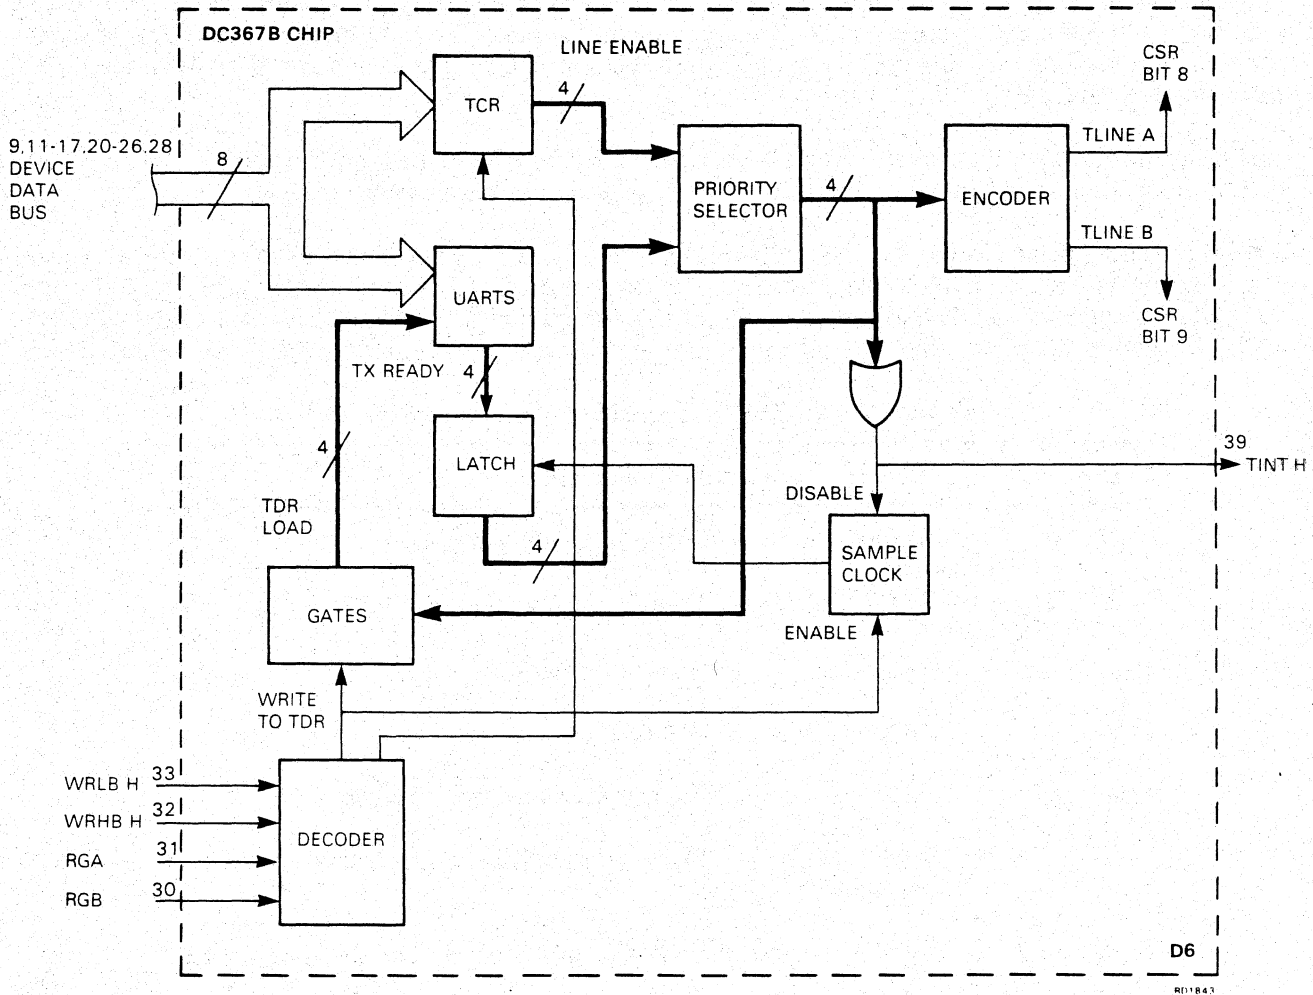 DC367B CHIP
LINE ENABLE
CSR
BIT 8
4
TCR
TLINE A
9,11-17,20-26,28
DEVICE
DATA
BUS
8
PRIORITY
SELECTOR
4
ENCODER
TLINE B
UARTS
CSR
BIT 9
TX READY
4
4
LATCH
39
TINT H
TDR
LOAD
DISABLE
4
SAMPLE
CLOCK
GATES
ENABLE
WRITE
TO TDR
WRLB H
33
WRHB H
32
RGA
31
RGB
30
DECODER
D6
RD1843